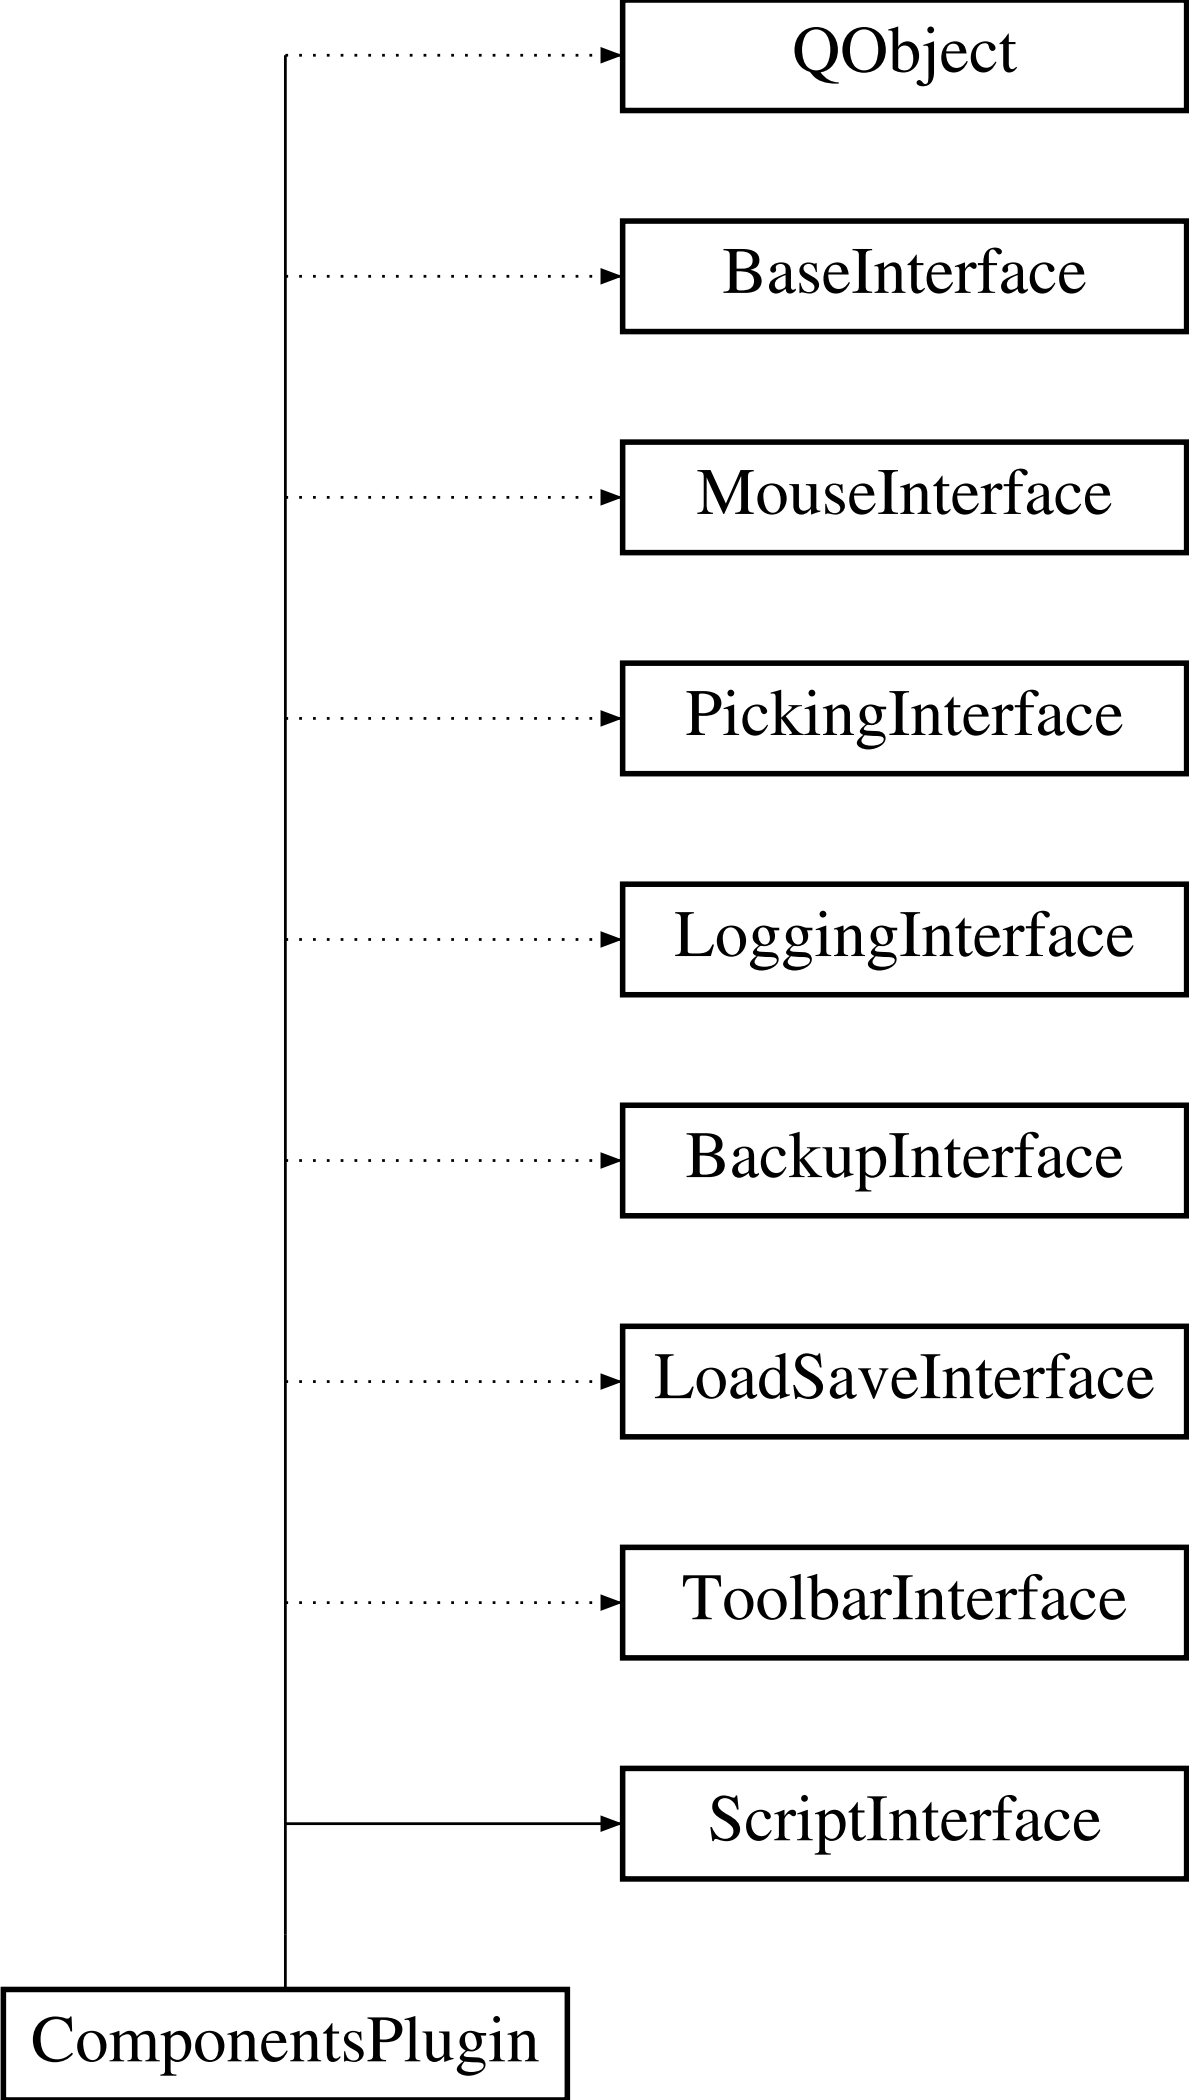 QObject
BaseInterface
MouseInterface
PickingInterface
LoggingInterface
BackupInterface
LoadSaveInterface
ToolbarInterface
ScriptInterface
ComponentsPlugin